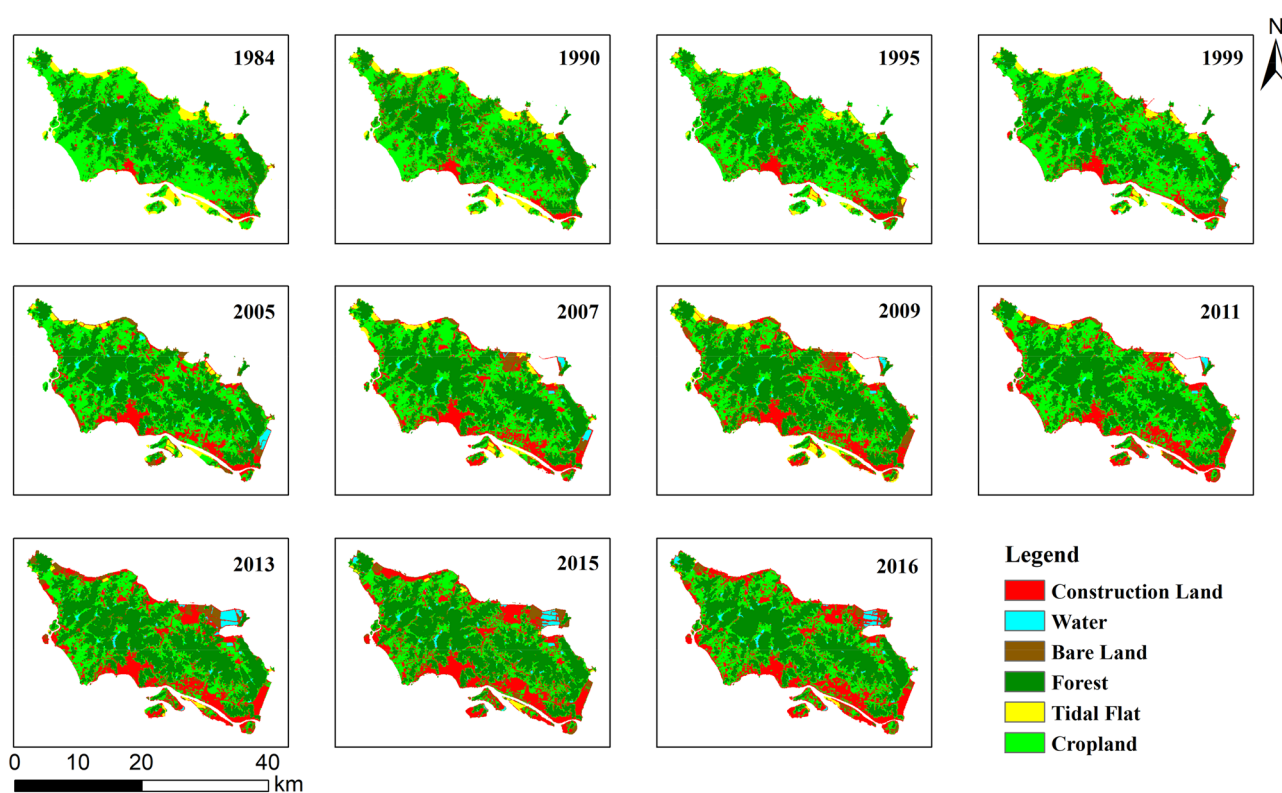 N
1984
1990
1995
1999
2005
2007
2009
2011
2013
2015
2016
Legend
Construction Land
Water
Bare Land
Forest
Tidal Flat
Cropland
0 10 20 40
km